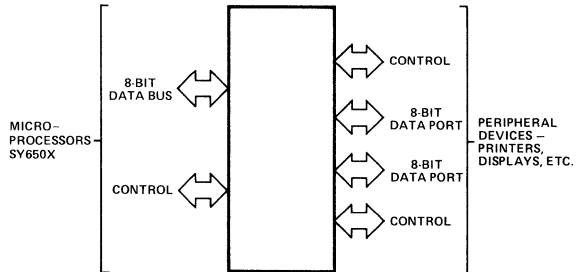 MICRO–
PROCESSORS
SY650X
8-BIT
DATA BUS
CONTROL
CONTROL
8-BIT
DATA PORT
8-BIT
DATA PORT
CONTROL
PERIPHERAL
DEVICES –
PRINTERS,
DISPLAYS, ETC.